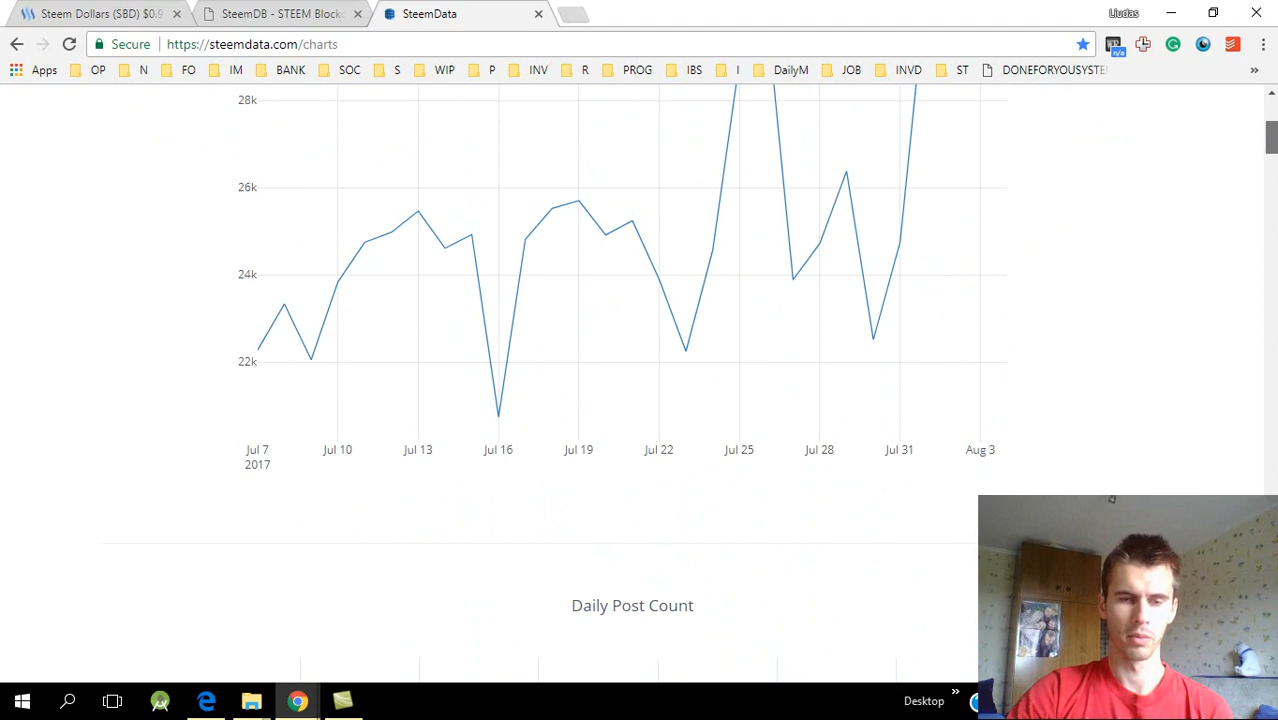 Steem Dollars (SBD) $0.9
SteemDB - STEEM Block
SteemData
Liudas
Secure
https://steemdata.com/charts
n/a
Apps OP N FO IM BANK SOC S WIP P INV R PROG IBS I DailyM JOB INVD ST DONEFORYOUSYSTE
28k
26k
24k
22k
Jul 7 Jul 10 Jul 13 Jul 16 Jul 19 Jul 22 Jul 25 Jul 28 Jul 31 Aug 3
2017
Daily Post Count
Desktop